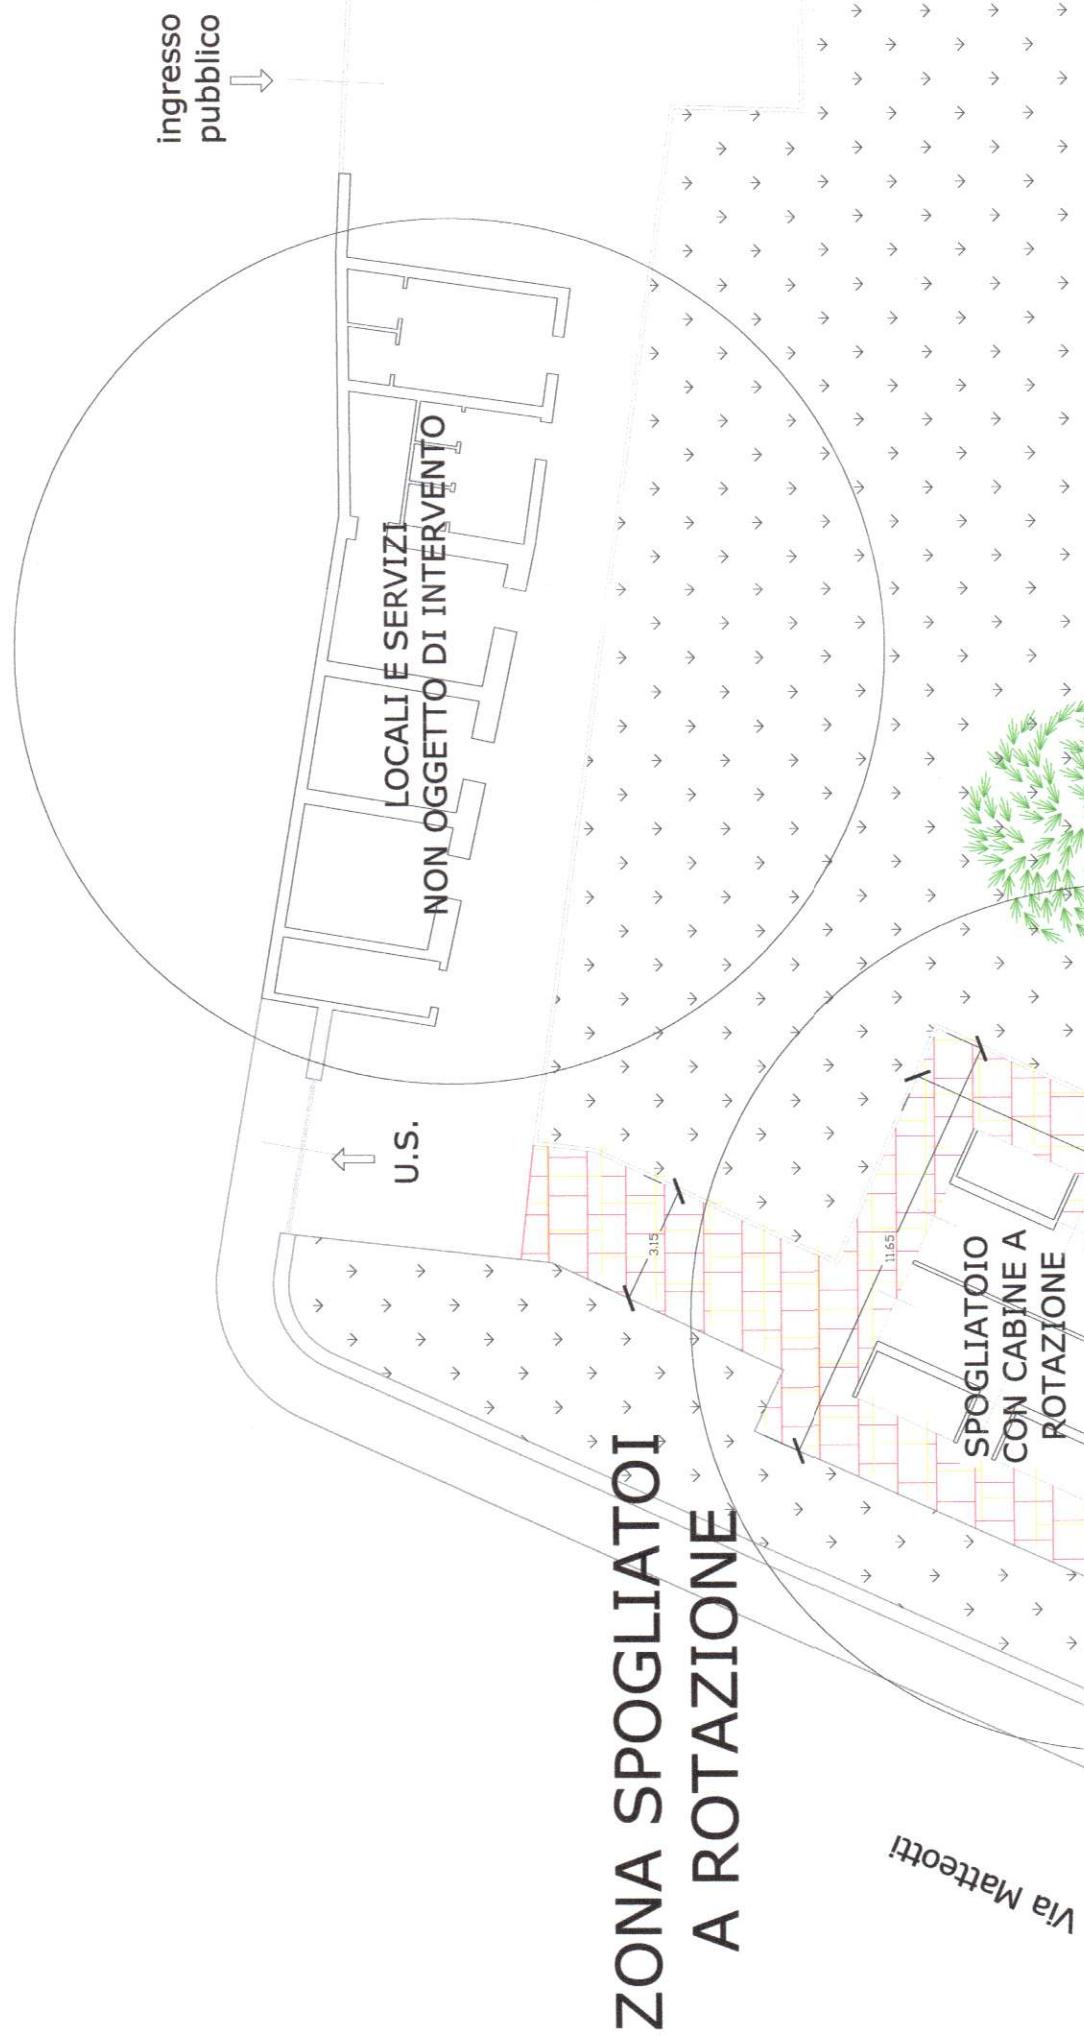 ingresso
pubblico
LOCALI E SERVIZI
NON OGGETTO DI INTERVENTO
U.S.
3.15
11.65
SPOGLIATOIO
CON CABINE A
ROTAZIONE
ZONA SPOGLIATOI
A ROTAZIONE
Via Matteotti